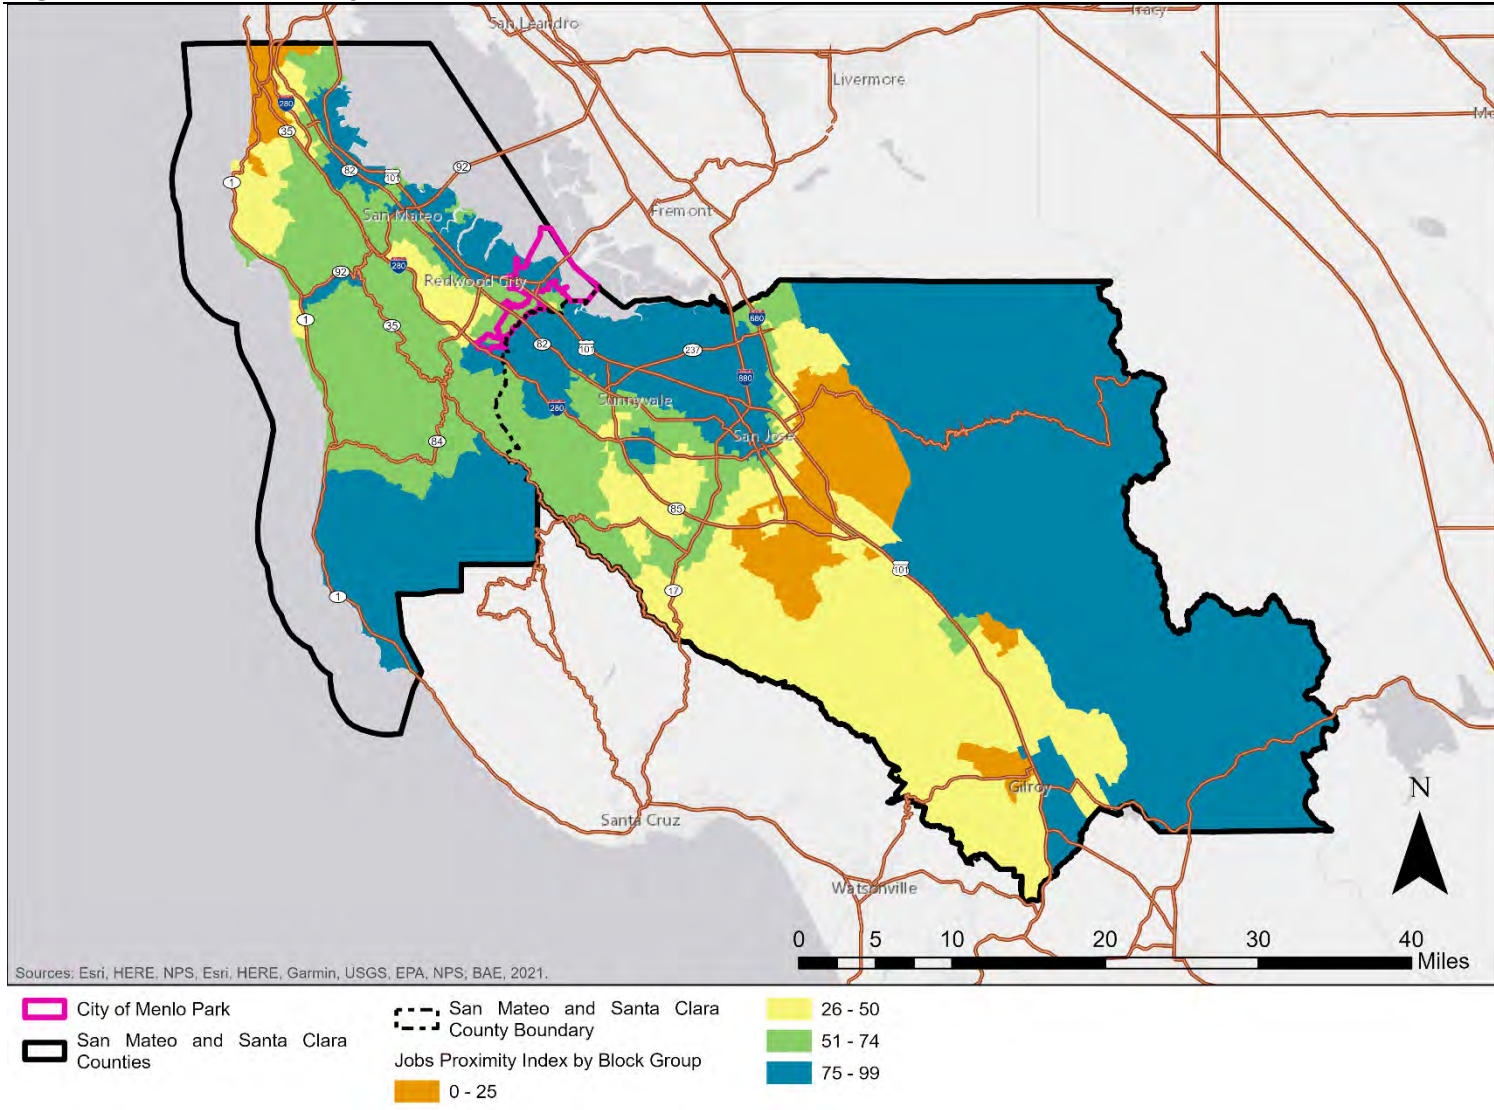 San Leandro
Tracy
Livermore
280
35
92
82
101
1
San Mateo
Fremont
92
280
Redwood City
1
35
680
82
101
237
880
280
Sunnyvale
San Jose
84
85
101
17
1
Gilroy
Santa Cruz
Watsonville
N
0 5 10 20 30 40
Miles
Sources: Esri, HERE, NPS, Esri, HERE, Garmin, USGS, EPA, NPS; BAE, 2021.
City of Menlo Park
San Mateo and Santa Clara
Counties
San Mateo and Santa Clara
County Boundary
Jobs Proximity Index by Block Group
0 - 25
26 - 50
51 - 74
75 - 99